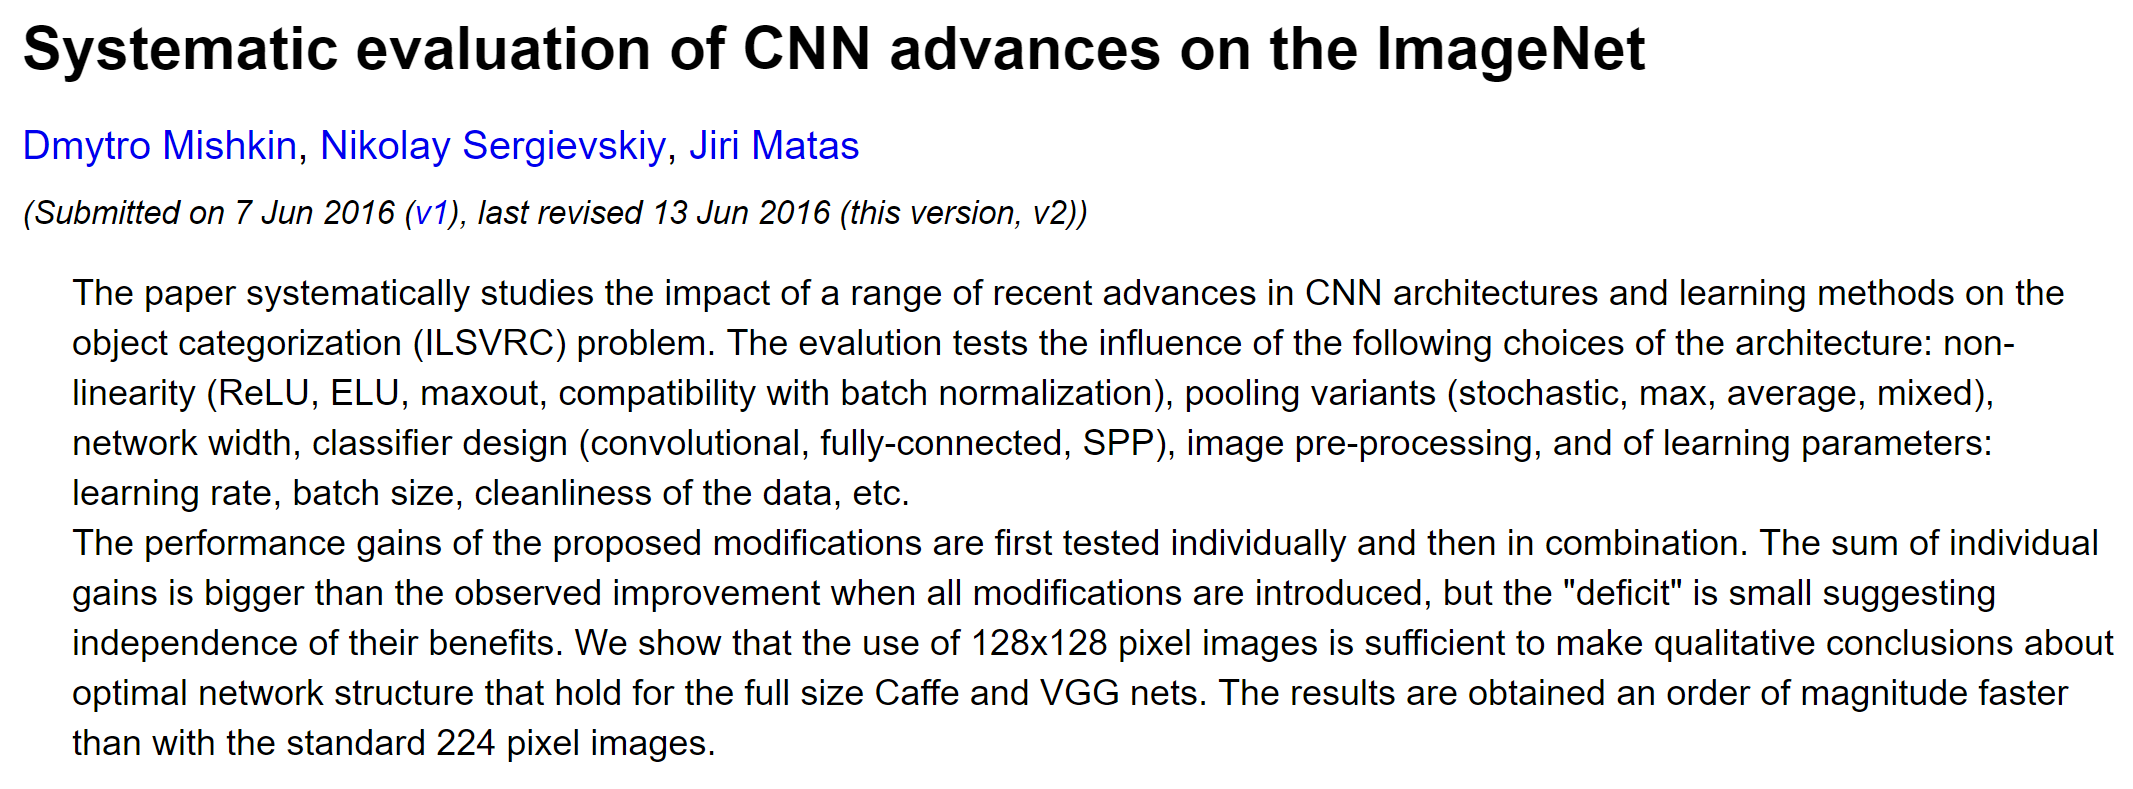 Systematic evaluation of CNN advances on the ImageNet
Dmytro Mishkin, Nikolay Sergievskiy, Jiri Matas
(Submitted on 7 Jun 2016 (v1), last revised 13 Jun 2016 (this version, v2))
The paper systematically studies the impact of a range of recent advances in CNN architectures and learning methods on the
object categorization (ILSVRC) problem. The evalution tests the influence of the following choices of the architecture: non-
linearity (ReLU, ELU, maxout, compatibility with batch normalization), pooling variants (stochastic, max, average, mixed),
network width, classifier design (convolutional, fully-connected, SPP), image pre-processing, and of learning parameters:
learning rate, batch size, cleanliness of the data, etc.
The performance gains of the proposed modifications are first tested individually and then in combination. The sum of individual
gains is bigger than the observed improvement when all modifications are introduced, but the "deficit" is small suggesting
independence of their benefits. We show that the use of 128x128 pixel images is sufficient to make qualitative conclusions about
optimal network structure that hold for the full size Caffe and VGG nets. The results are obtained an order of magnitude faster
than with the standard 224 pixel images.